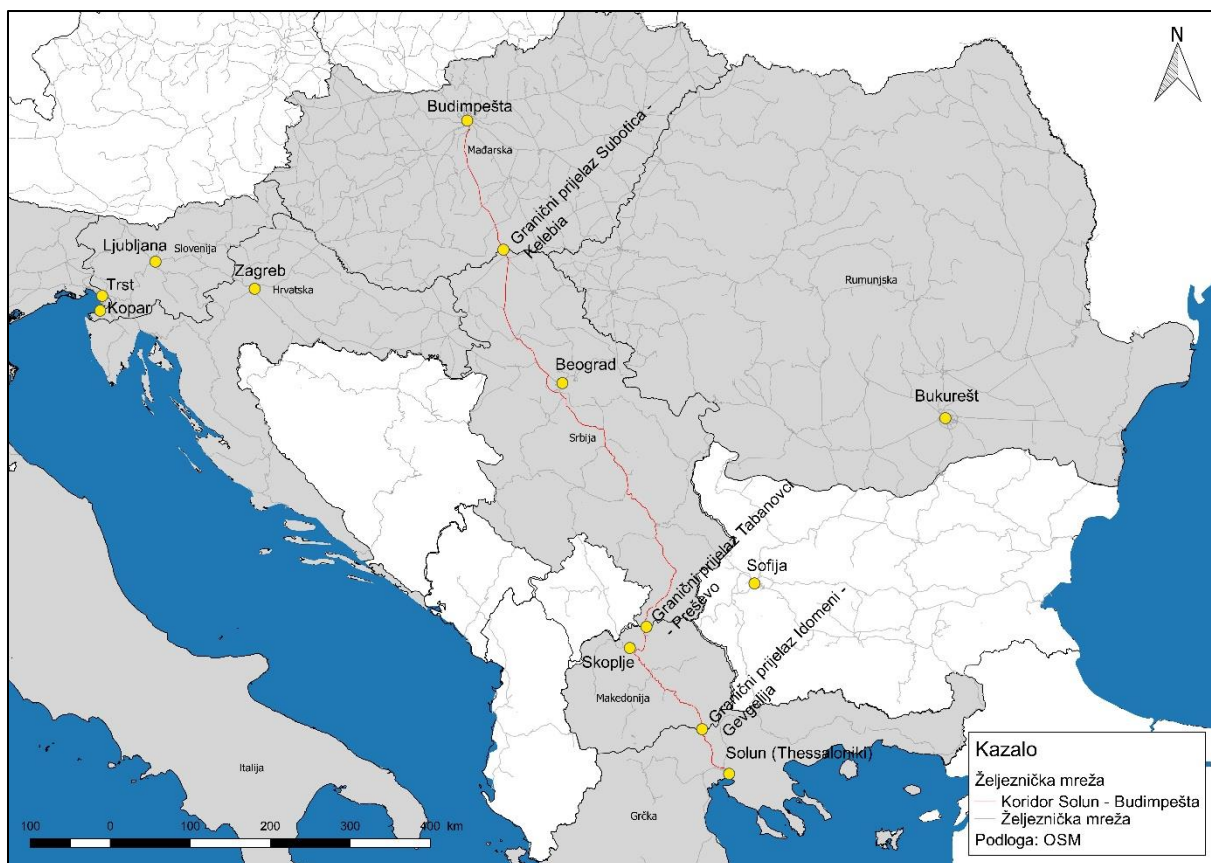 N
Budimpešta
Mađarska
Granični prijelaz Subotica -
Kelebia
Ljubljana
Slovenija
Zagreb
Hrvatska
Trst
Kopar
Rumunjska
Beograd
Bukurešt
Srbija
Granični prijelaz Tabanovci
- Preševo
Sofija
Skoplje
Granični prijelaz Idomeni -
Gevgelija
Makedonija
Solun (Thessaloniki)
Italija
Grčka
Kazalo
Željeznička mreža
Koridor Solun - Budimpešta
Željeznička mreža
Podloga: OSM
100 0 100 200 300 400 km